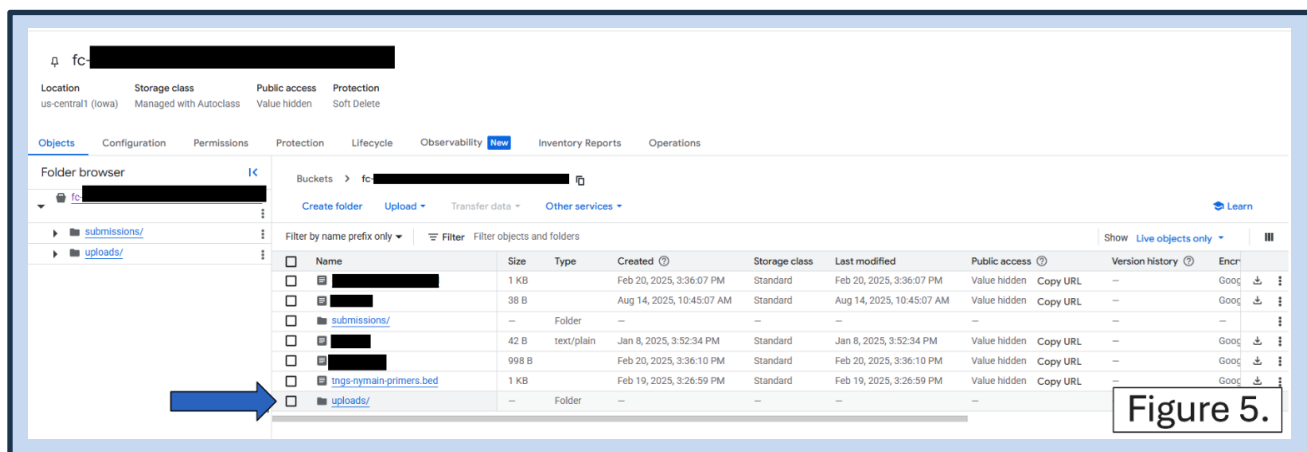 fc-
Location Storage class Public access Protection
us-central1 (Iowa) Managed with Autoclass Value hidden Soft Delete
Objects Configuration Permissions Protection Lifecycle Observability New Inventory Reports Operations
Folder browser
Buckets > fc-
fc-
Create folder Upload Transfer data Other services Learn
submissions/
Filter by name prefix only Filter Filter objects and folders Show Live objects only
uploads/
Name Size Type Created Storage class Last modified Public access Version history Encr
1 KB Feb 20, 2025, 3:36:07 PM Standard Feb 20, 2025, 3:36:07 PM Value hidden Copy URL — Goog
38 B Aug 14, 2025, 10:45:07 AM Standard Aug 14, 2025, 10:45:07 AM Value hidden Copy URL — Goog
submissions/ — Folder — — — — — —
42 B text/plain Jan 8, 2025, 3:52:34 PM Standard Jan 8, 2025, 3:52:34 PM Value hidden Copy URL — Goog
998 B Feb 20, 2025, 3:36:10 PM Standard Feb 20, 2025, 3:36:10 PM Value hidden Copy URL — Goog
tngs-nymain-primers.bed 1 KB Feb 19, 2025, 3:26:59 PM Standard Feb 19, 2025, 3:26:59 PM Value hidden Copy URL — Goog
uploads/ — Folder — — — —
Figure 5.